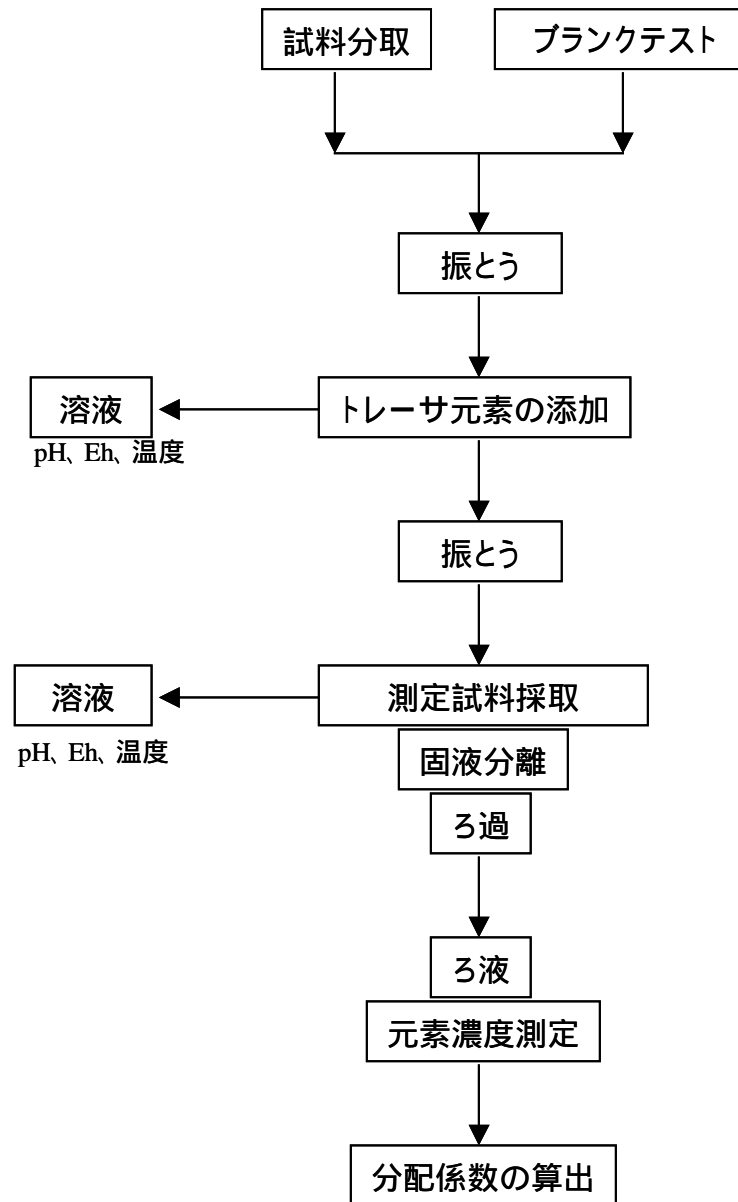 試料分取
ブランクテスト
振とう
溶液
トレーサ元素の添加
pH、Eh、温度
振とう
溶液
測定試料採取
pH、Eh、温度
固液分離
ろ過
ろ液
元素濃度測定
分配係数の算出